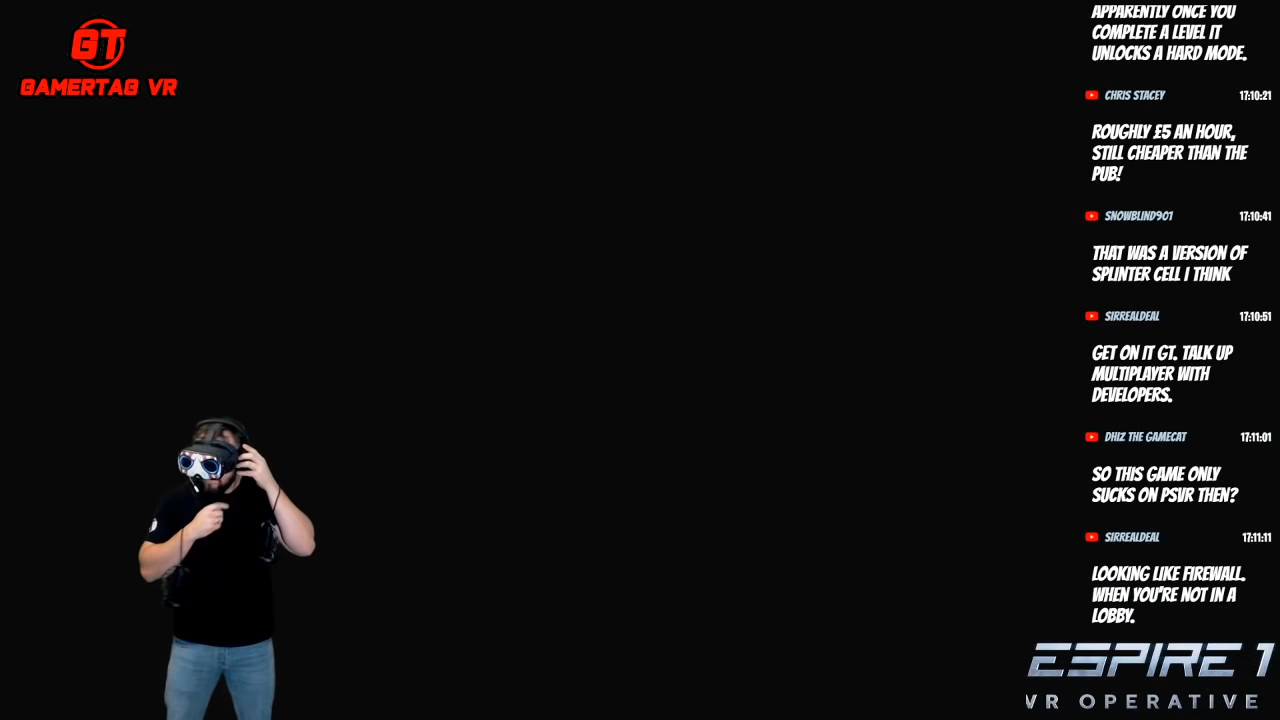 GT
GAMERTAG VR
APPARENTLY ONCE YOU
COMPLETE A LEVEL IT
UNLOCKS A HARD MODE.
CHRIS STACEY 17:10:21
ROUGHLY £5 AN HOUR,
STILL CHEAPER THAN THE
PUB!
SNOWBLIND901 17:10:41
THAT WAS A VERSION OF
SPLINTER CELL I THINK
SIRREALDEAL 17:10:51
GET ON IT GT. TALK UP
MULTIPLAYER WITH
DEVELOPERS.
DHIZ THE GAMECAT 17:11:01
SO THIS GAME ONLY
SUCKS ON PSVR THEN?
SIRREALDEAL 17:11:11
LOOKING LIKE FIREWALL.
WHEN YOU'RE NOT IN A
LOBBY.
ESPIRE 1
VR OPERATIVE